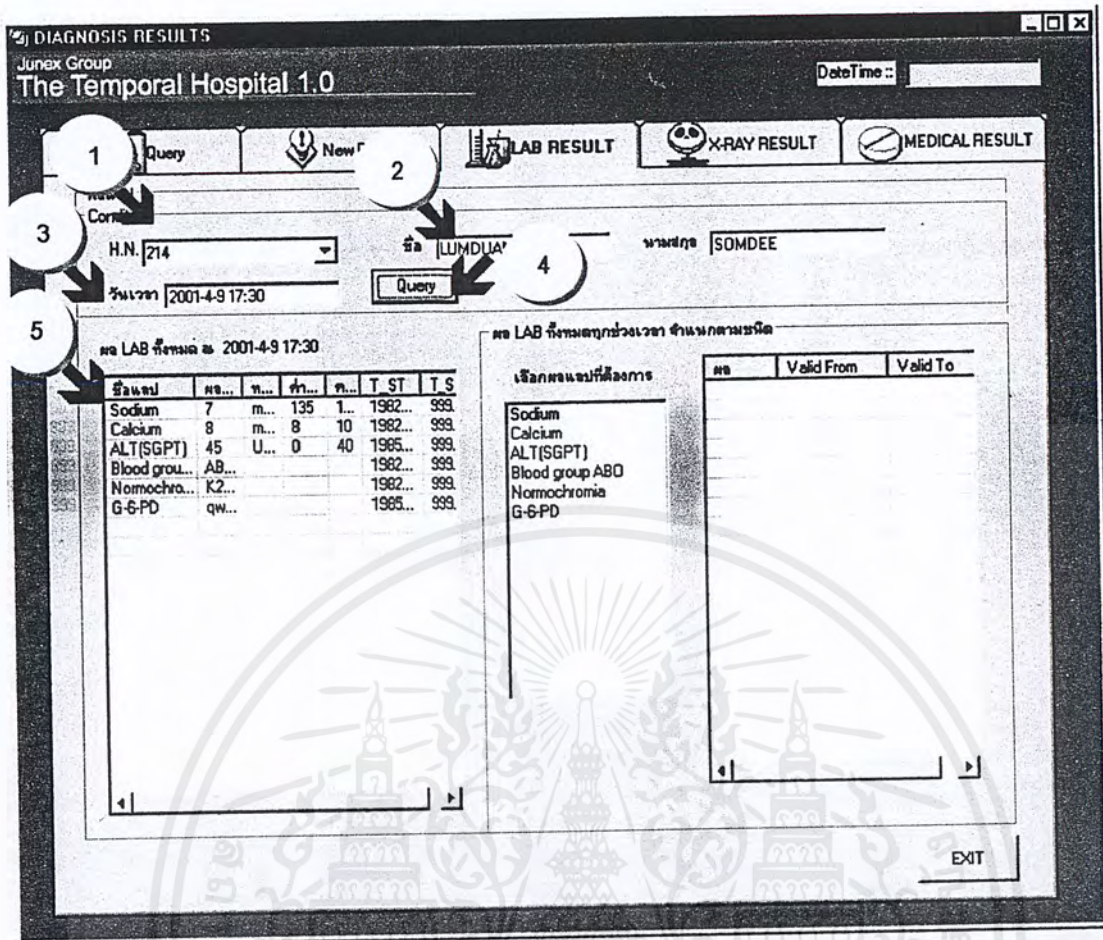 DIAGNOSIS RESULTS
Junex Group
The Temporal Hospital 1.0
DateTime ::
1
Query
2
LAB RESULT
X-RAY RESULT
MEDICAL RESULT
3
H.N. 214
ชื่อ
นามสกุล SOMDEE
4
วันเวลา 2001-4-9 17:30
Query
5
ผล LAB ทั้งหมด ณ 2001-4-9 17:30
ผล LAB ทั้งหมดทุกช่วงเวลา จำแนกตามชนิด
ชื่อแลป ผล... ห... ค่า... ค... T_ST T_S
Sodium 7 m... 135 1... 1982... 999.
Calcium 8 m... 8 10 1982... 999.
ALT(SGPT) 45 U... 0 40 1985... 999.
Blood grou... AB... 1982... 999.
Normochro... K2... 1982... 999.
G-6-PD qw... 1985... 999.
เลือกผลแลปที่ต้องการ
Sodium
Calcium
ALT(SGPT)
Blood group ABO
Normochromia
G-6-PD
ผล Valid From Valid To
EXIT